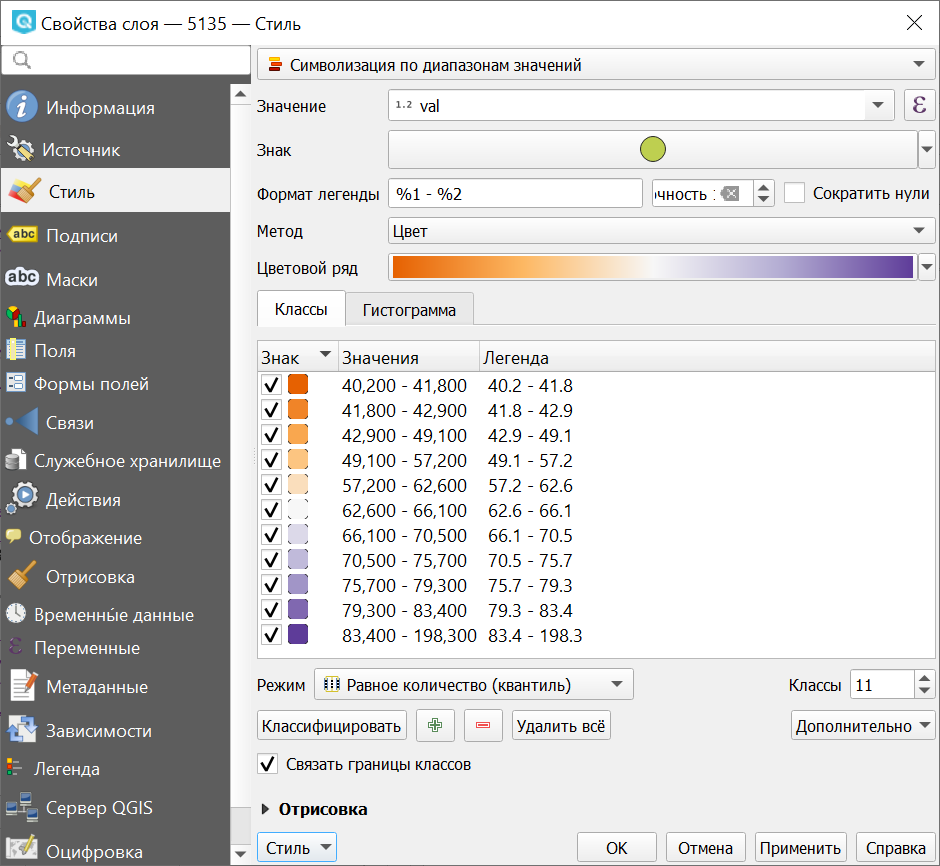 Свойства слоя — 5135 — Стиль
Информация
Источник
Стиль
abc Подписи
abc Маски
Диаграммы
Поля
Формы полей
Связи
Служебное хранилище
Действия
Отображение
Отрисовка
Временны́е данные
Переменные
Метаданные
Зависимости
Легенда
Сервер QGIS
Оцифровка
Символизация по диапазонам значений
Значение 1.2 val ε
Знак
Формат легенды %1 - %2 чность : Сократить нули
Метод Цвет
Цветовой ряд
Классы Гистограмма
Знак Значения Легенда
40,200 - 41,800 40.2 - 41.8
41,800 - 42,900 41.8 - 42.9
42,900 - 49,100 42.9 - 49.1
49,100 - 57,200 49.1 - 57.2
57,200 - 62,600 57.2 - 62.6
62,600 - 66,100 62.6 - 66.1
66,100 - 70,500 66.1 - 70.5
70,500 - 75,700 70.5 - 75.7
75,700 - 79,300 75.7 - 79.3
79,300 - 83,400 79.3 - 83.4
83,400 - 198,300 83.4 - 198.3
Режим Равное количество (квантиль) Классы 11
Классифицировать Удалить всё Дополнительно
Связать границы классов
Отрисовка
Стиль OK Отмена Применить Справка